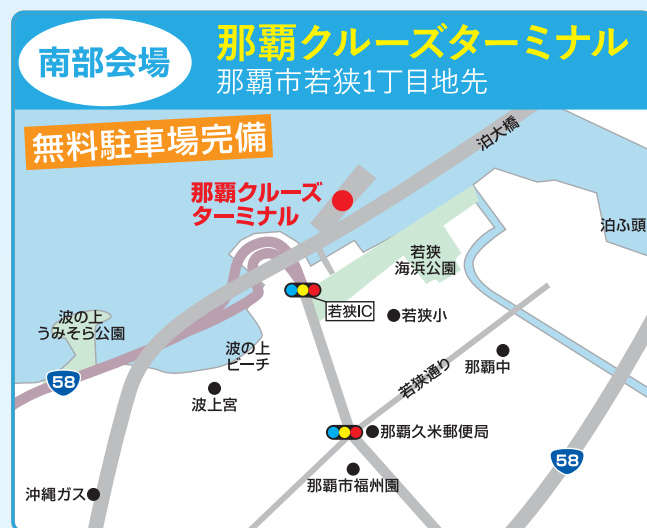 南部会場
那覇クルーズターミナル
那覇市若狭1丁目地先
無料駐車場完備
泊大橋
那覇クルーズ
ターミナル
泊ふ頭
若狭
海浜公園
若狭IC
若狭小
波の上
うみそら公園
波の上
ビーチ
58
波上宮
若狭通り
那覇中
那覇久米郵便局
58
那覇市福州園
沖縄ガス